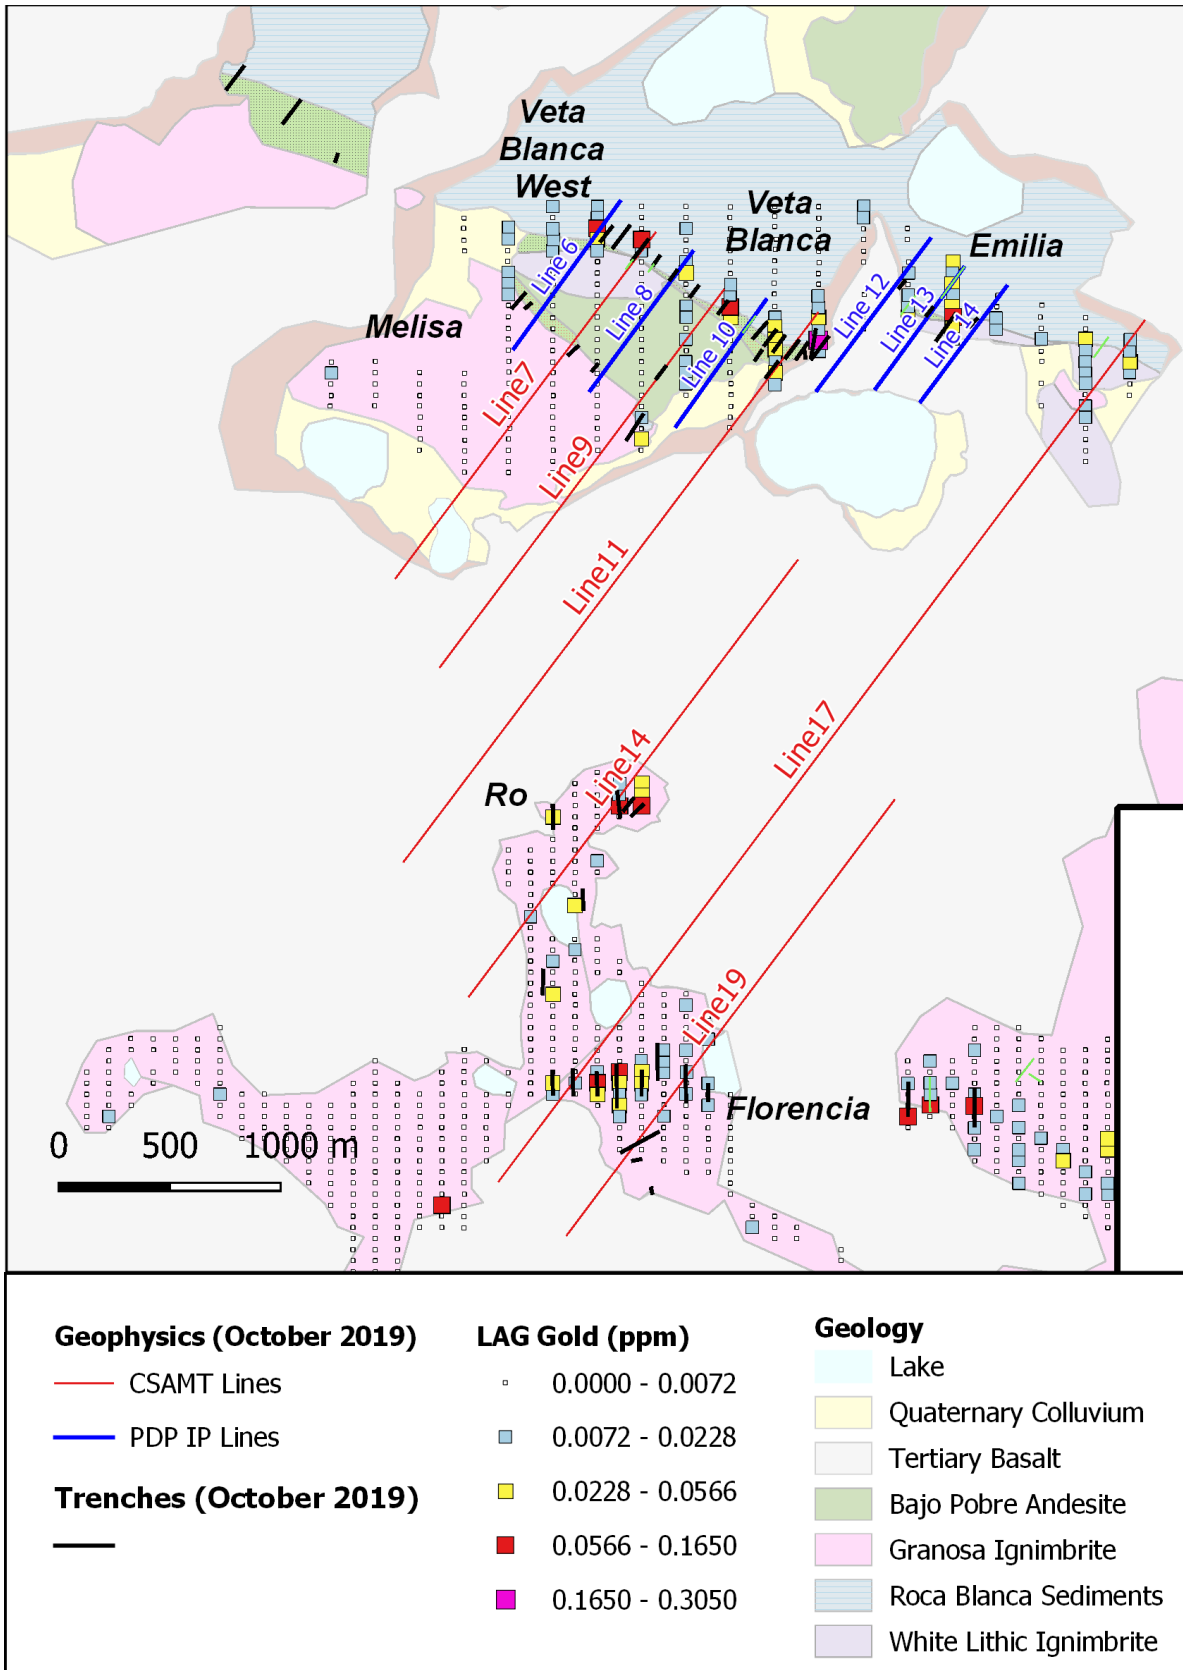 Veta
Blanca
West
Veta
Blanca
Emilia
Melisa
Line 6
Line 8
Line 10
Line 12
Line 13
Line 14
Line7
Line9
Line11
Line14
Line17
Line19
Ro
Florencia
0 500 1000 m
Geophysics (October 2019)
CSAMT Lines
PDP IP Lines
Trenches (October 2019)
LAG Gold (ppm)
0.0000 - 0.0072
0.0072 - 0.0228
0.0228 - 0.0566
0.0566 - 0.1650
0.1650 - 0.3050
Geology
Lake
Quaternary Colluvium
Tertiary Basalt
Bajo Pobre Andesite
Granosa Ignimbrite
Roca Blanca Sediments
White Lithic Ignimbrite